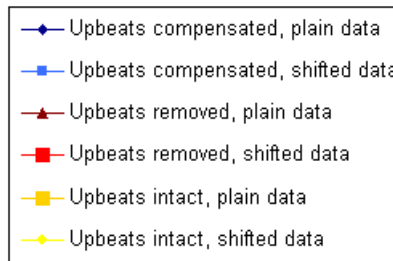 Upbeats compensated, plain data
Upbeats compensated, shifted data
Upbeats removed, plain data
Upbeats removed, shifted data
Upbeats intact, plain data
Upbeats intact, shifted data